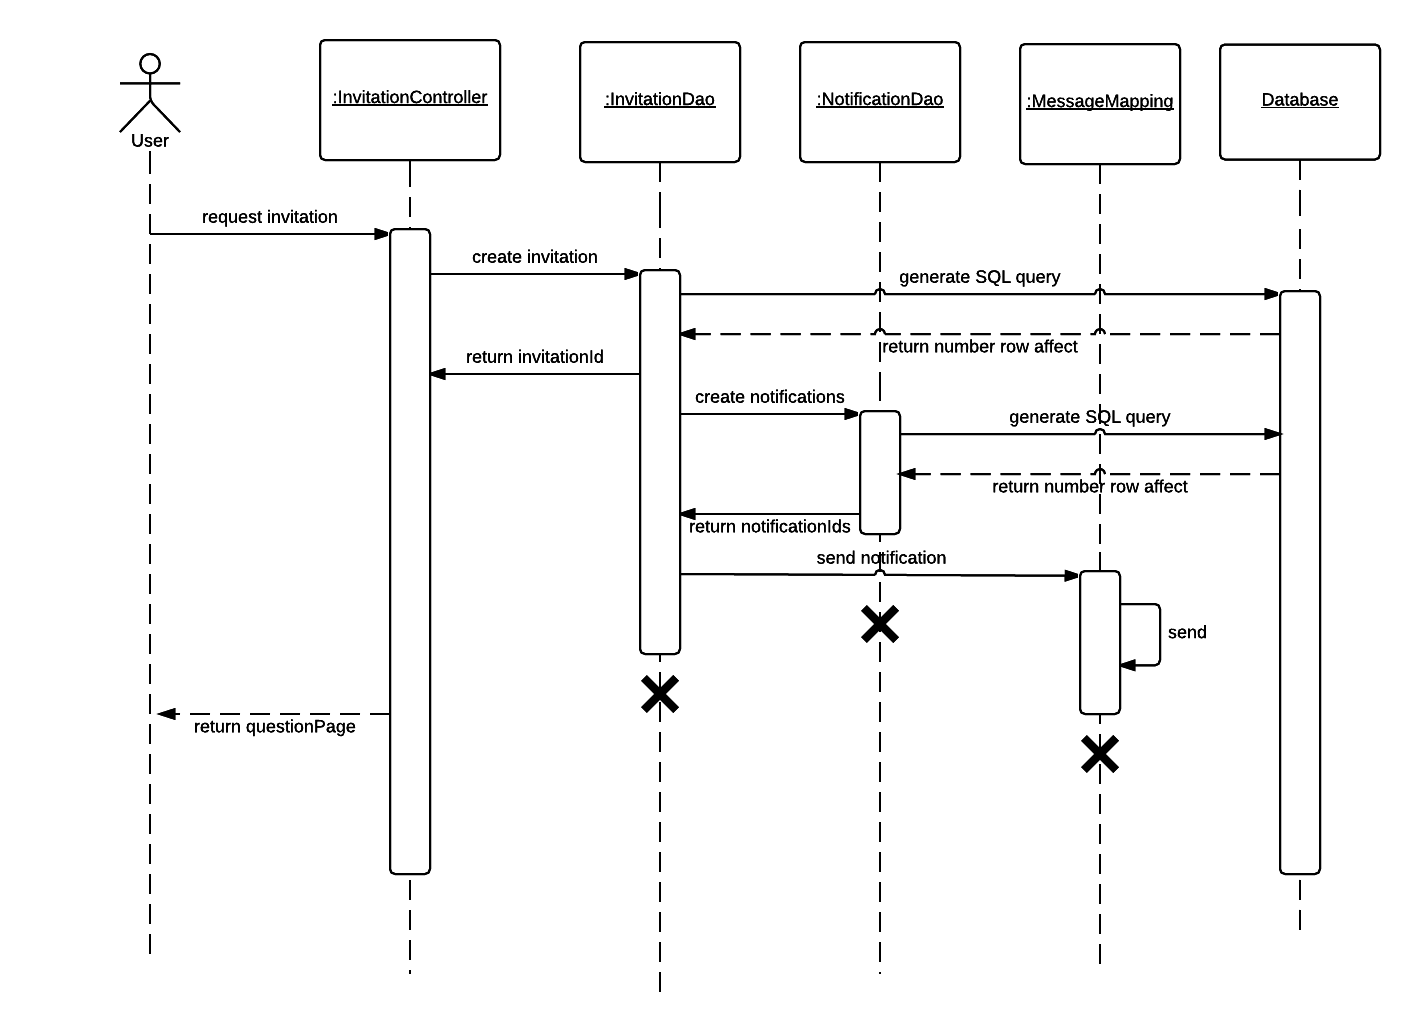 :InvitationController
:InvitationDao
:NotificationDao
:MessageMapping
Database
User
request invitation
create invitation
generate SQL query
return number row affect
return invitationId
create notifications
generate SQL query
return number row affect
return notificationIds
send notification
send
return questionPage